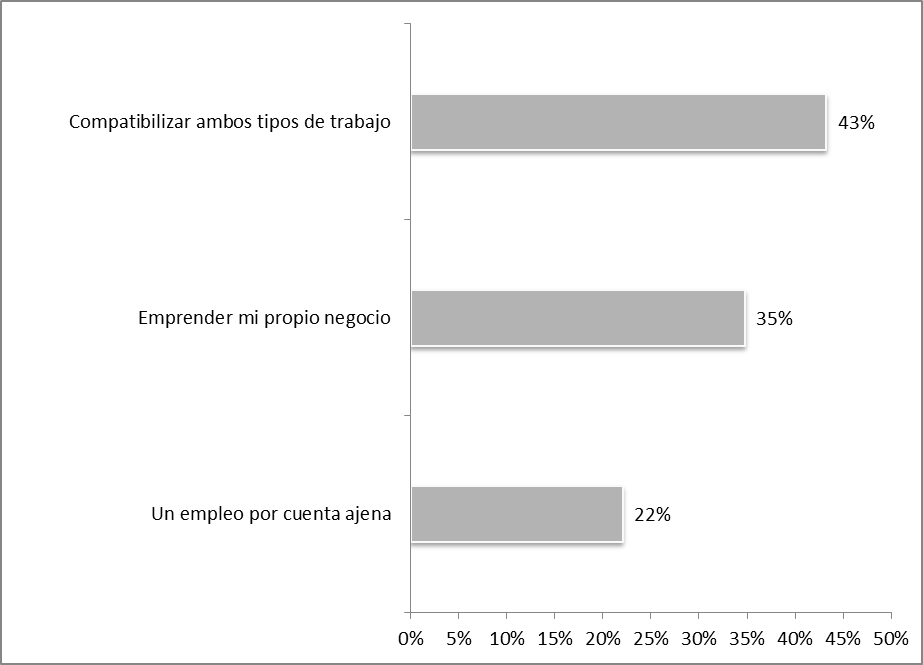 Compatibilizar ambos tipos de trabajo 43%
Emprender mi propio negocio 35%
Un empleo por cuenta ajena 22%
0% 5% 10% 15% 20% 25% 30% 35% 40% 45% 50%